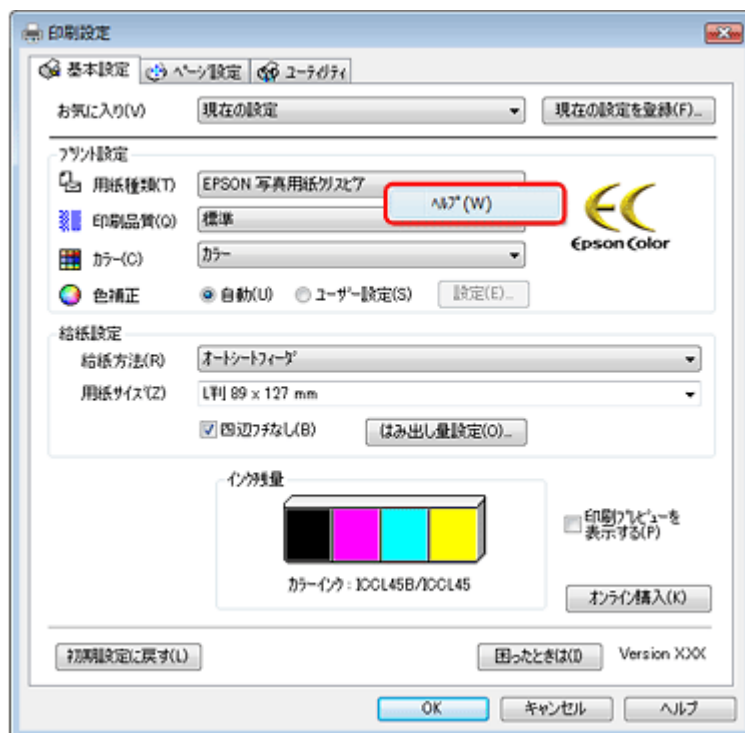 印刷設定
基本設定 ページ設定 ユーティリティ
お気に入り(V) 現在の設定 現在の設定を登録(F)...
プリント設定
用紙種類(T) EPSON 写真用紙クリスピア
ヘルプ(W)
印刷品質(Q) 標準
EC
Epson Color
カラー(C) カラー
色補正 自動(U) ユーザー設定(S) 設定(E)...
給紙設定
給紙方法(R) オートシートフィーダ
用紙サイズ(Z) L判 89 x 127 mm
四辺フチなし(B) はみ出し量設定(O)...
インク残量
印刷プレビューを
表示する(P)
カラーインク : ICCL45B/ICCL45
オンライン購入(K)
初期設定に戻す(L) 困ったときは(I) Version X.XX
OK キャンセル ヘルプ